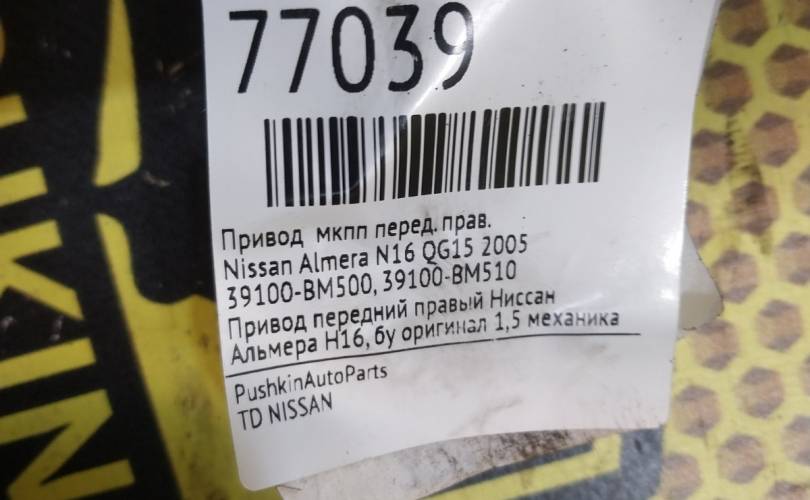 77039
Привод мкпп перед. прав.
Nissan Almera N16 QG15 2005
39100-BM500, 39100-BM510
Привод передний правый Ниссан
Альмера Н16, бу оригинал 1,5 механика
PushkinAutoParts
TD NISSAN